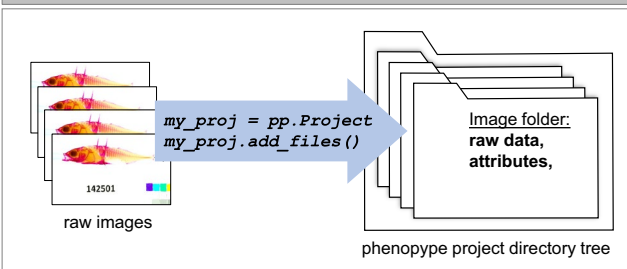 my_proj = pp.Project
my_proj.add_files()
Image folder:
raw data,
attributes,
142501
raw images
phenopype project directory tree